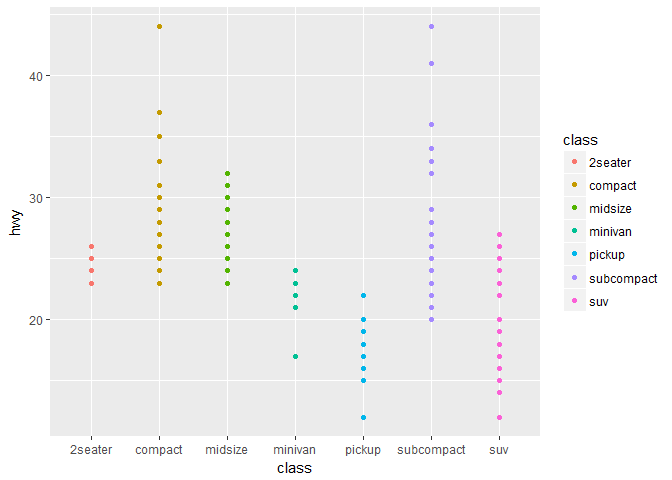 hwy
40
30
20
2seater compact midsize minivan pickup subcompact suv
class
class
2seater
compact
midsize
minivan
pickup
subcompact
suv